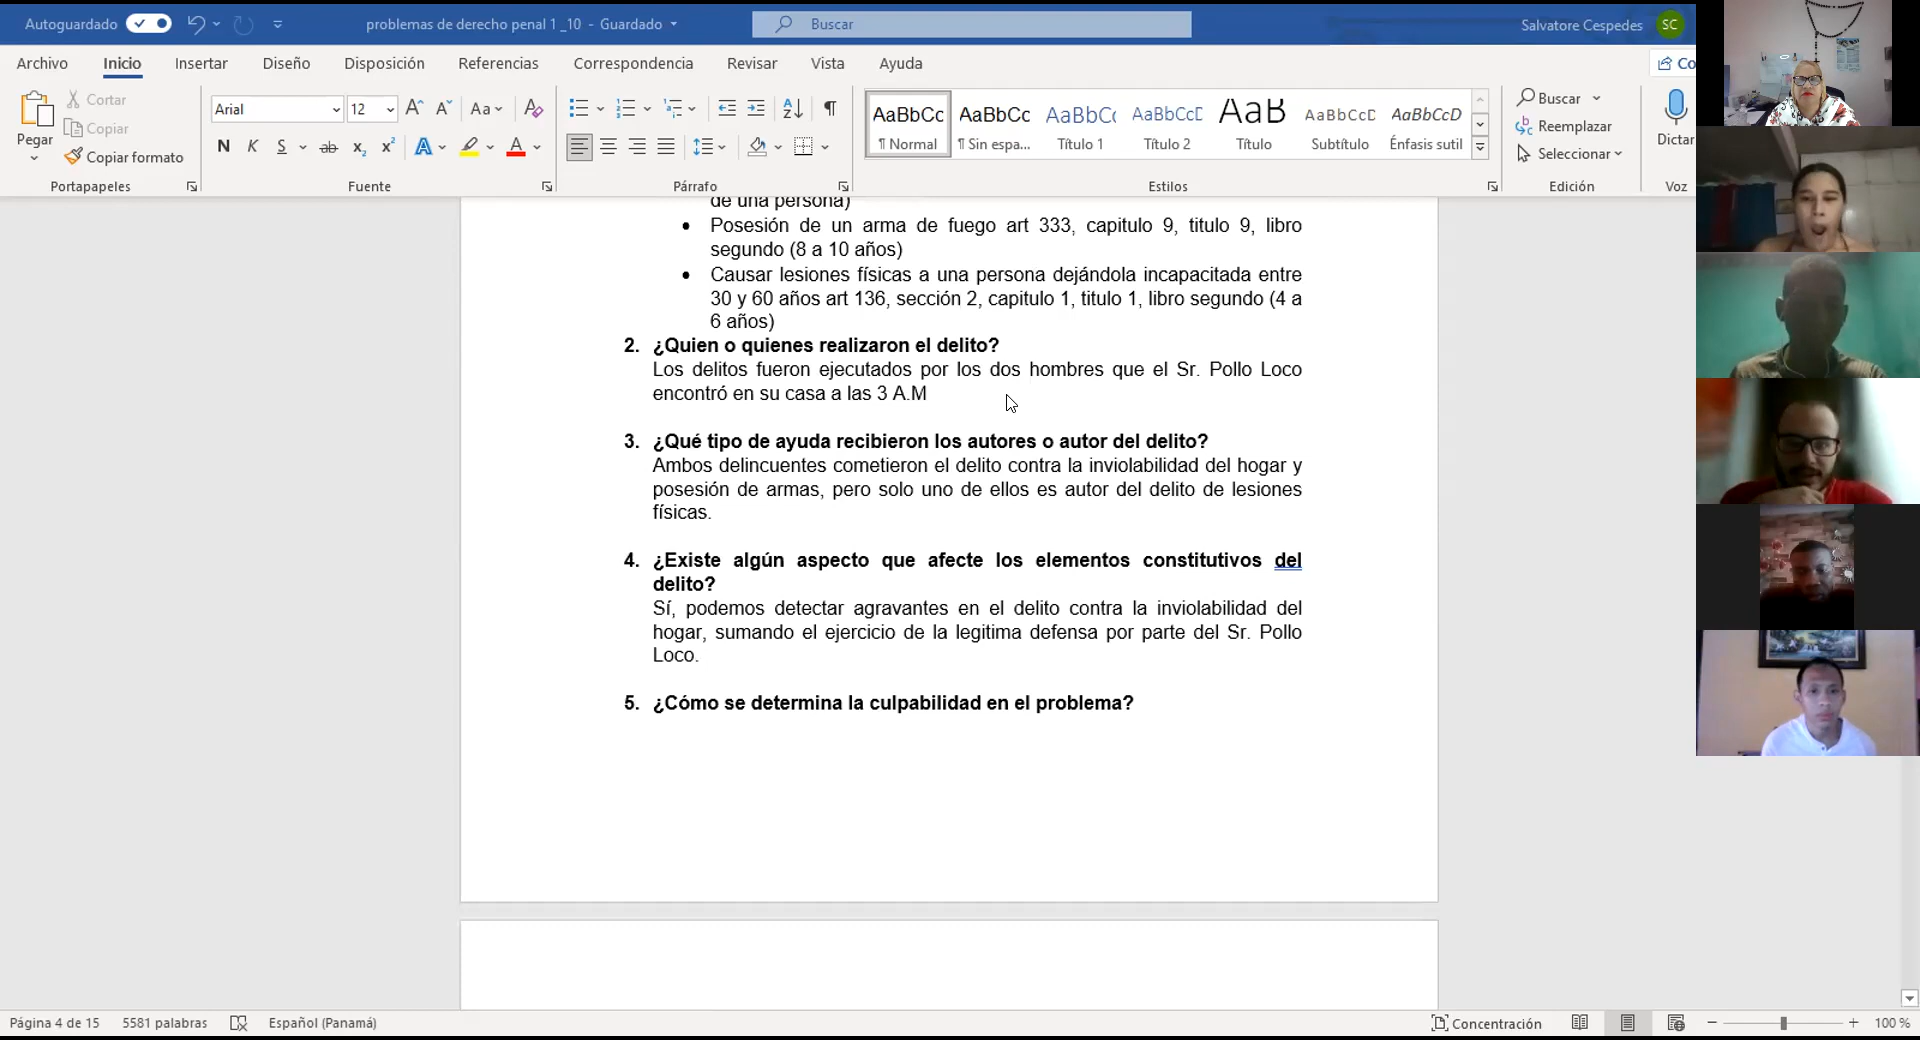 Autoguardado
problemas de derecho penal 1 _10 - Guardado
Buscar
Salvatore Cespedes
SC
Archivo Inicio Insertar Diseño Disposición Referencias Correspondencia Revisar Vista Ayuda
Co
Pegar
Cortar
Copiar
Copiar formato
Portapapeles
Arial 12
Aa
N K S ab x₂ x²
Fuente
Párrafo
AaBbCc AaBbCc AaBbCc AaBbCcD AaB AaBbCcD AaBbCcD
¶ Normal ¶ Sin espa... Título 1 Título 2 Título Subtítulo Énfasis sutil
Estilos
Buscar
Reemplazar
Seleccionar
Edición
Dictar
Voz
de una persona)
• Posesión de un arma de fuego art 333, capitulo 9, titulo 9, libro
segundo (8 a 10 años)
• Causar lesiones físicas a una persona dejándola incapacitada entre
30 y 60 años art 136, sección 2, capitulo 1, titulo 1, libro segundo (4 a
6 años)
2. ¿Quien o quienes realizaron el delito?
Los delitos fueron ejecutados por los dos hombres que el Sr. Pollo Loco
encontró en su casa a las 3 A.M
3. ¿Qué tipo de ayuda recibieron los autores o autor del delito?
Ambos delincuentes cometieron el delito contra la inviolabilidad del hogar y
posesión de armas, pero solo uno de ellos es autor del delito de lesiones
físicas.
4. ¿Existe algún aspecto que afecte los elementos constitutivos del
delito?
Sí, podemos detectar agravantes en el delito contra la inviolabilidad del
hogar, sumando el ejercicio de la legitima defensa por parte del Sr. Pollo
Loco.
5. ¿Cómo se determina la culpabilidad en el problema?
Página 4 de 15 5581 palabras Español (Panamá)
Concentración
100 %